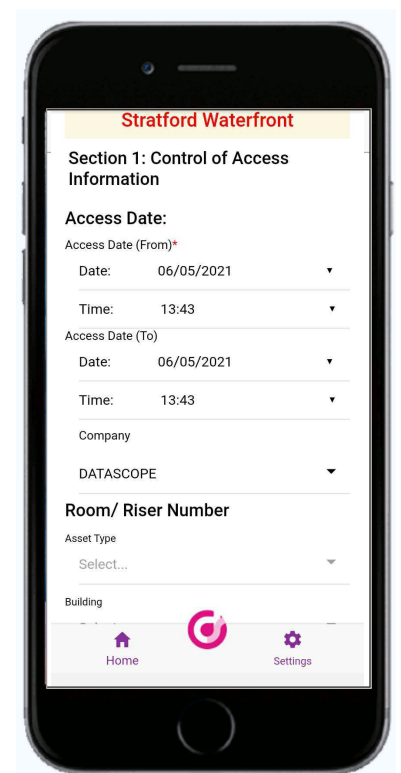 Stratford Waterfront
Section 1: Control of Access
Information
Access Date:
Access Date (From)*
Date: 06/05/2021
Time: 13:43
Access Date (To)
Date: 06/05/2021
Time: 13:43
Company
DATASCOPE
Room/ Riser Number
Asset Type
Select...
Building
Home
Settings